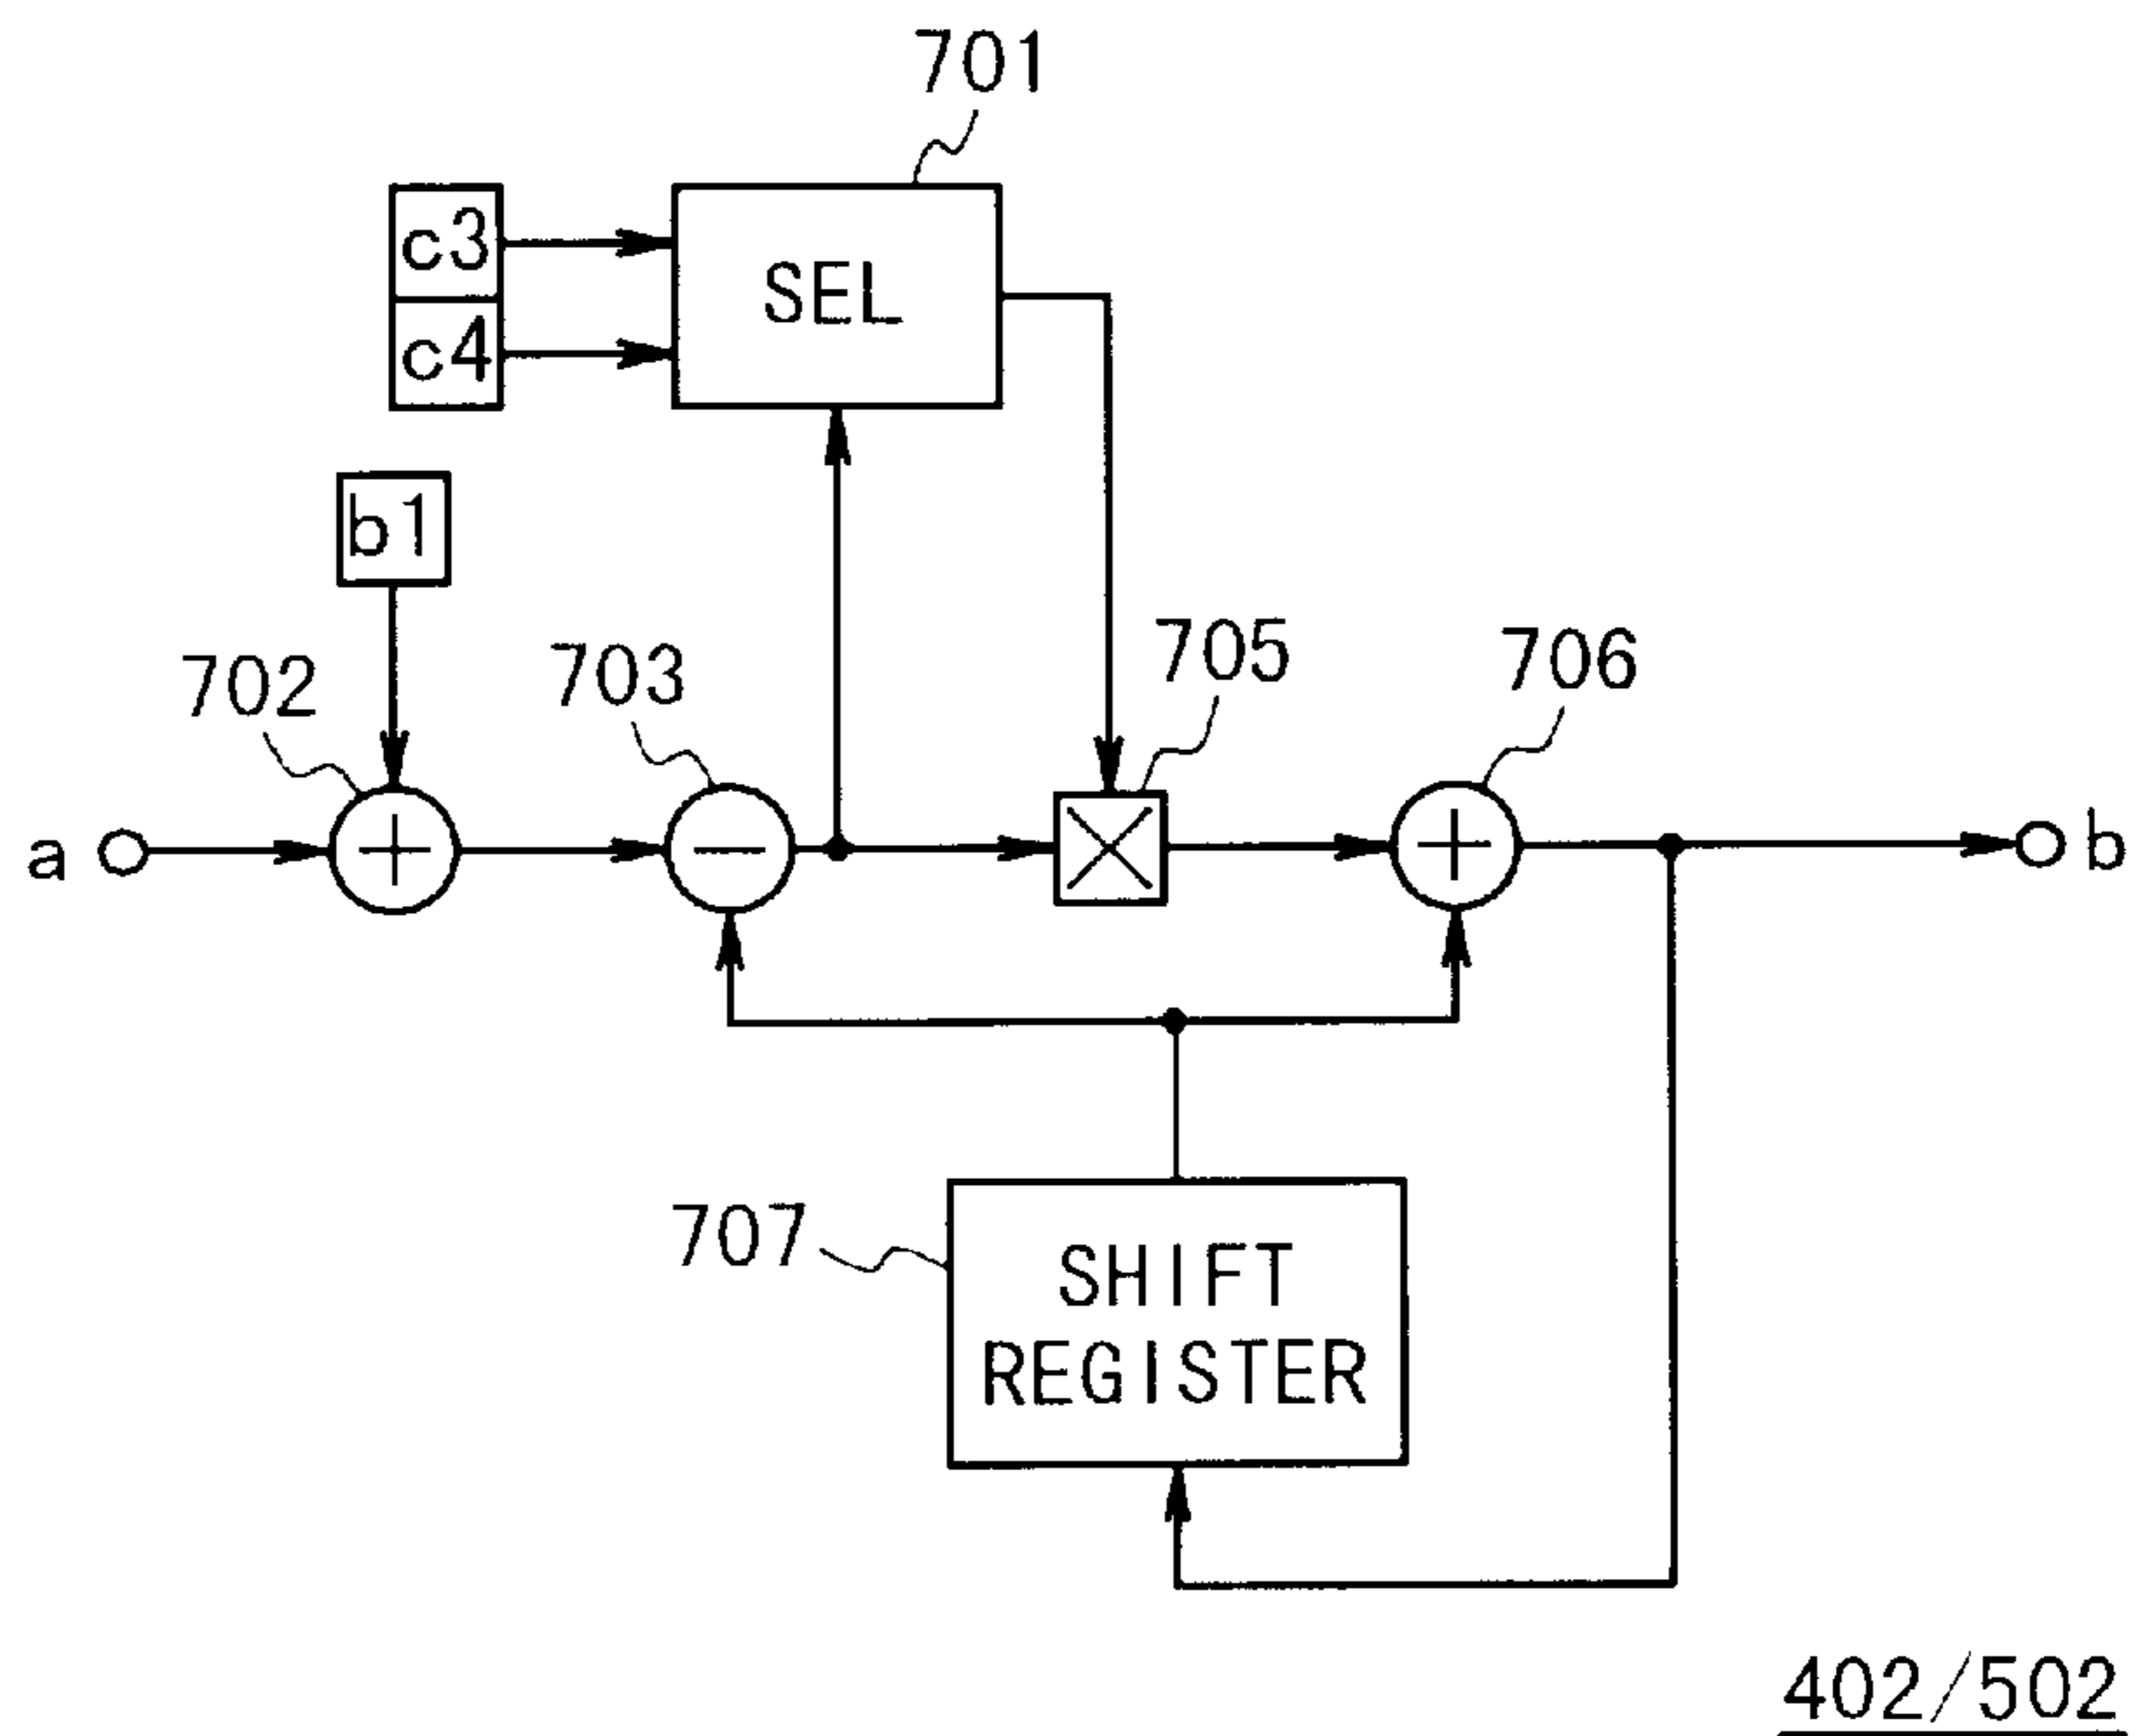 701
c3
SEL
c4
b1
702
703
705
706
a
b
707
SHIFT
REGISTER
402/502